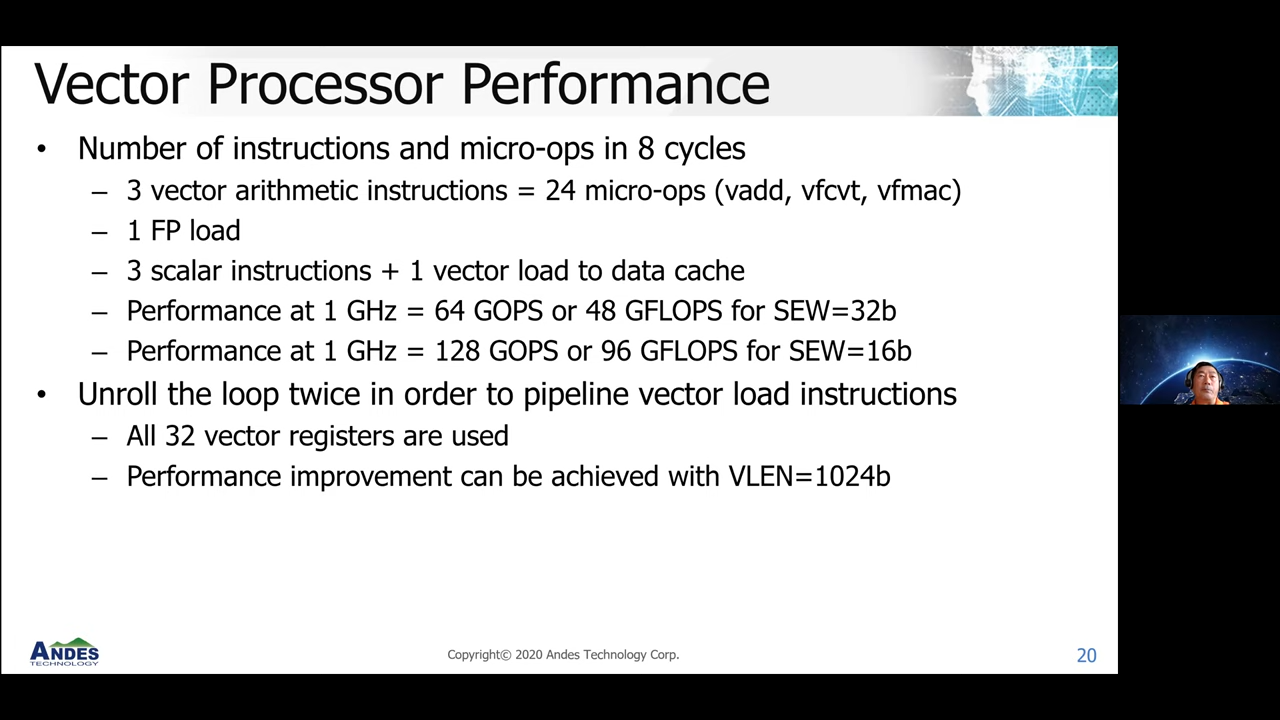 Vector Processor Performance
• Number of instructions and micro-ops in 8 cycles
– 3 vector arithmetic instructions = 24 micro-ops (vadd, vfcvt, vfmac)
– 1 FP load
– 3 scalar instructions + 1 vector load to data cache
– Performance at 1 GHz = 64 GOPS or 48 GFLOPS for SEW=32b
– Performance at 1 GHz = 128 GOPS or 96 GFLOPS for SEW=16b
• Unroll the loop twice in order to pipeline vector load instructions
– All 32 vector registers are used
– Performance improvement can be achieved with VLEN=1024b
ANDES
TECHNOLOGY
Copyright© 2020 Andes Technology Corp.
20